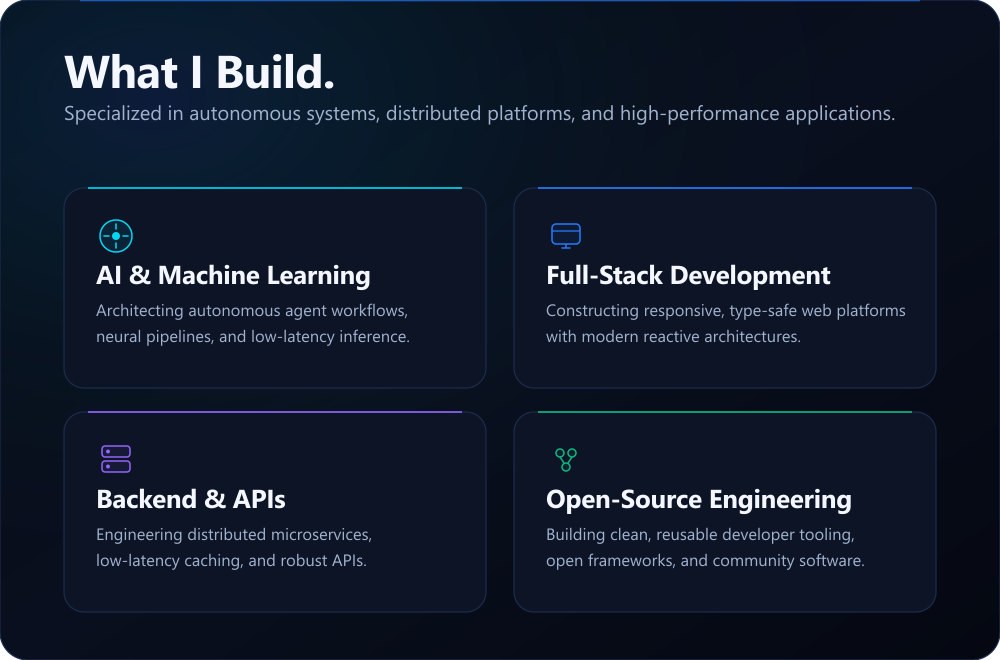 What I Build.
Specialized in autonomous systems, distributed platforms, and high-performance applications.
AI & Machine Learning
Architecting autonomous agent workflows,
neural pipelines, and low-latency inference.
Full-Stack Development
Constructing responsive, type-safe web platforms
with modern reactive architectures.
Backend & APIs
Engineering distributed microservices,
low-latency caching, and robust APIs.
Open-Source Engineering
Building clean, reusable developer tooling,
open frameworks, and community software.